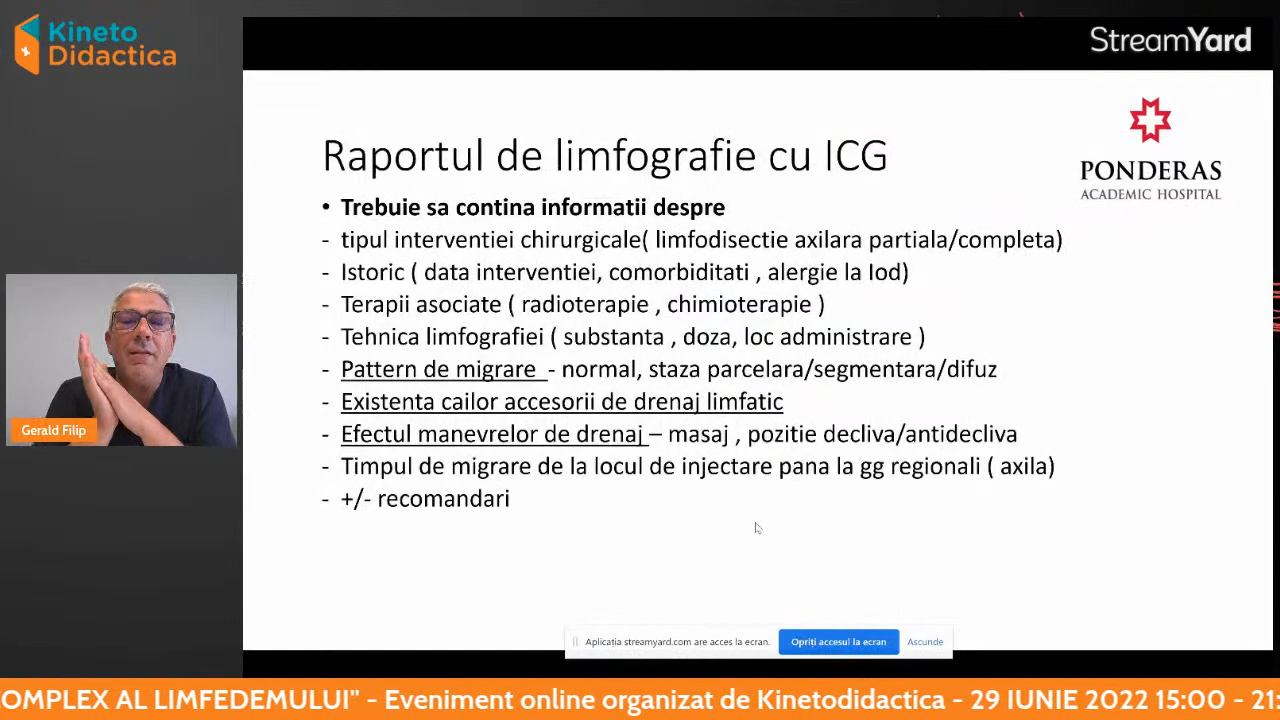 Kineto
Didactica
StreamYard
PONDERAS
ACADEMIC HOSPITAL
Raportul de limfografie cu ICG
• Trebuie sa contina informatii despre
- tipul interventiei chirurgicale( limfodisectie axilara partiala/completa)
- Istoric ( data interventiei, comorbiditati , alergie la Iod)
- Terapii asociate ( radioterapie , chimioterapie )
- Tehnica limfografiei ( substanta , doza, loc administrare )
- Pattern de migrare - normal, staza parcelara/segmentara/difuz
- Existenta cailor accesorii de drenaj limfatic
- Efectul manevrelor de drenaj – masaj , pozitie decliva/antidecliva
- Timpul de migrare de la locul de injectare pana la gg regionali ( axila)
- +/- recomandari
Gerald Filip
Aplicația streamyard.com are acces la ecran. Opriți accesul la ecran Ascunde
COMPLEX AL LIMFEDEMULUI" - Eveniment online organizat de Kinetodidactica - 29 IUNIE 2022 15:00 - 21: